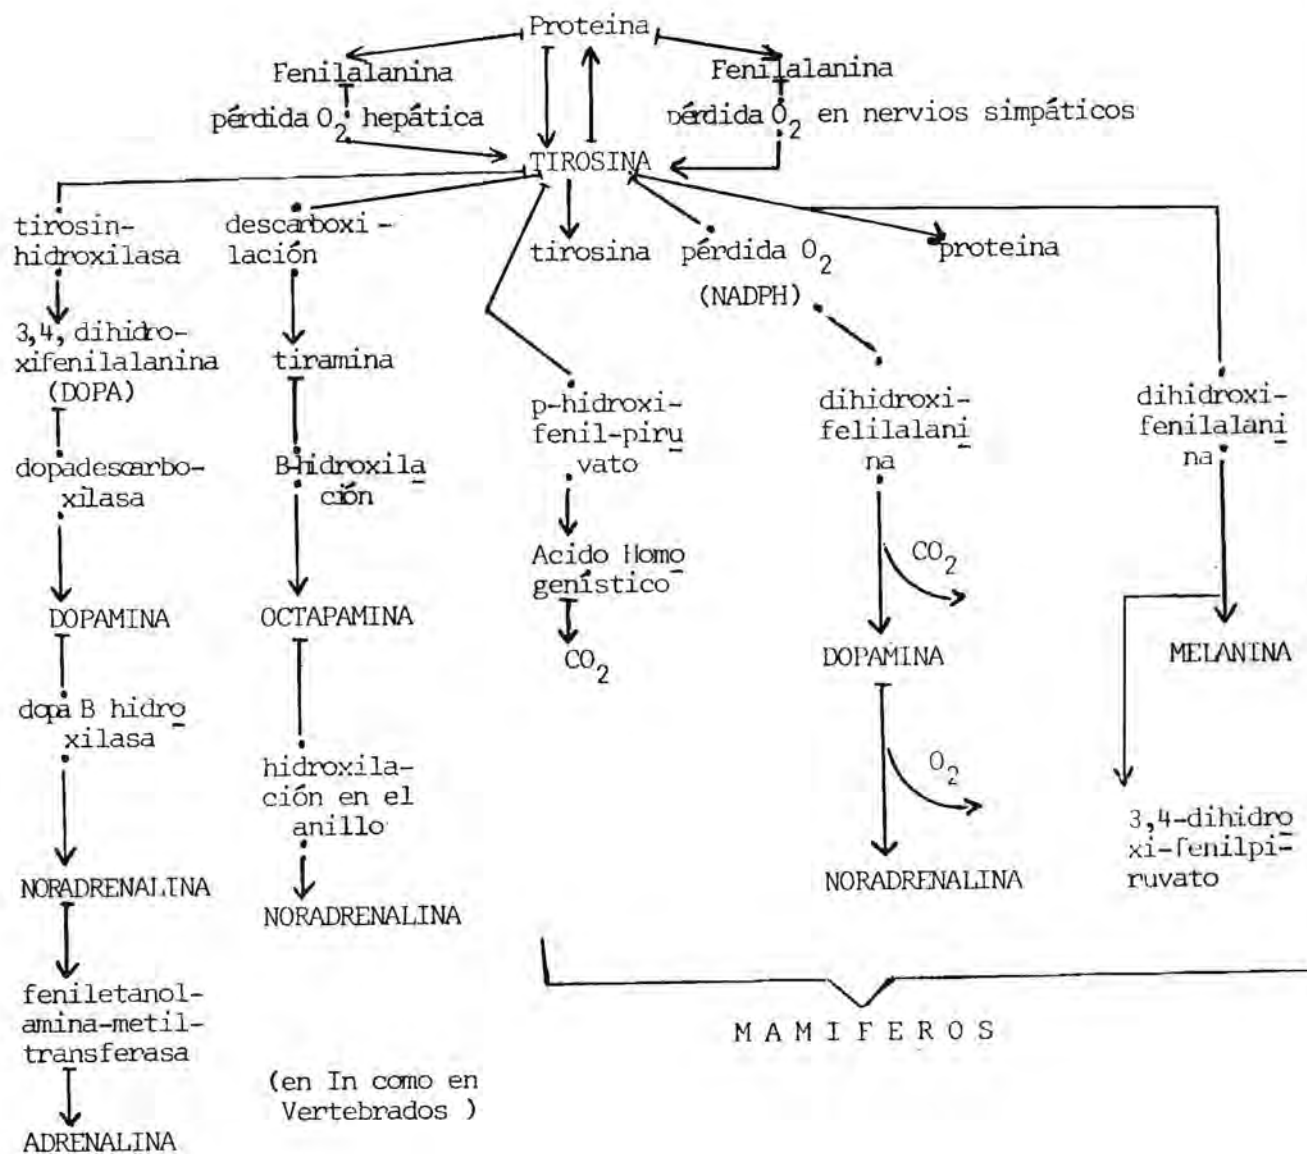 Proteina
Fenilalanina
pérdida O2 hepática
Fenilalanina
pérdida O2 en nervios simpáticos
TIROSINA
tirosin-
hidroxilasa
3,4, dihidro-
xifenilalanina
(DOPA)
dopadescarbo-
xilasa
DOPAMINA
dopa B hidro
xilasa
NORADRENALINA
feniletanol-
amina-metil-
transferasa
ADRENALINA
descarboxi-
lación
tiramina
B-hidroxila
ción
OCTAPAMINA
hidroxila-
ción en el
anillo
NORADRENALINA
(en In como en
Vertebrados )
tirosina
p-hidroxi-
fenil-piru
vato
Acido Homo
genístico
CO2
pérdida O2
(NADPH)
dihidroxi-
felilalani
na
CO2
DOPAMINA
O2
NORADRENALINA
proteina
dihidroxi-
fenilalani
na
MELANINA
3,4-dihidro
xi-fenilpi-
ruvato
MAMIFEROS